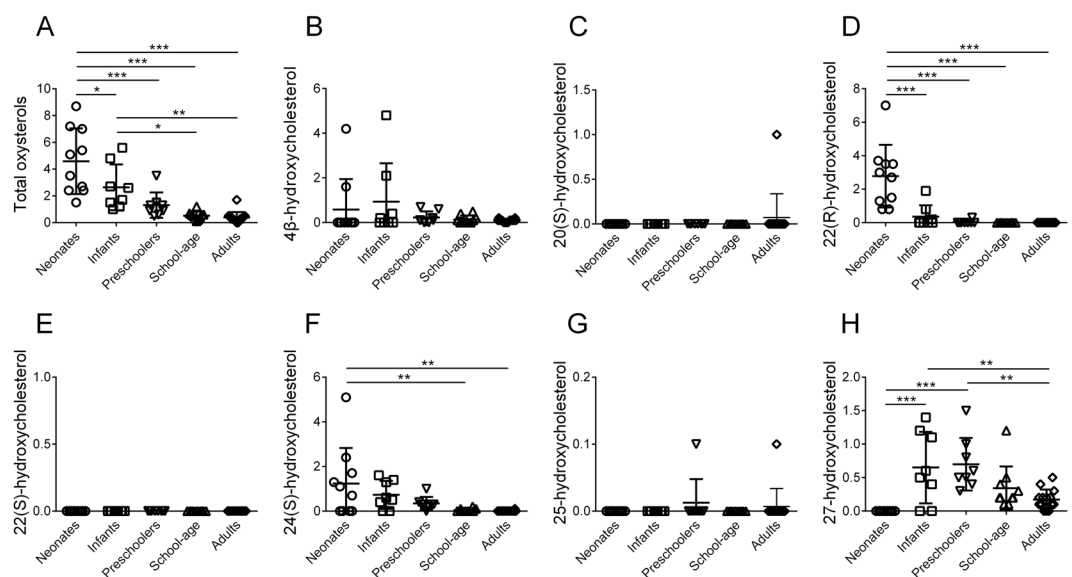 A
Total oxysterols
***
***
***
*
**
*
10
8
6
4
2
0
Neonates
Infants
Preschoolers
School-age
Adults
B
4β-hydroxycholesterol
6
4
2
0
Neonates
Infants
Preschoolers
School-age
Adults
C
20(S)-hydroxycholesterol
1.5
1.0
0.5
0.0
Neonates
Infants
Preschoolers
School-age
Adults
D
22(R)-hydroxycholesterol
***
***
***
***
8
6
4
2
0
Neonates
Infants
Preschoolers
School-age
Adults
E
22(S)-hydroxycholesterol
1.0
0.5
0.0
Neonates
Infants
Preschoolers
School-age
Adults
F
24(S)-hydroxycholesterol
**
**
6
4
2
0
Neonates
Infants
Preschoolers
School-age
Adults
G
25-hydroxycholesterol
0.2
0.1
0.0
Neonates
Infants
Preschoolers
School-age
Adults
H
27-hydroxycholesterol
**
***
**
***
2.0
1.5
1.0
0.5
0.0
Neonates
Infants
Preschoolers
School-age
Adults